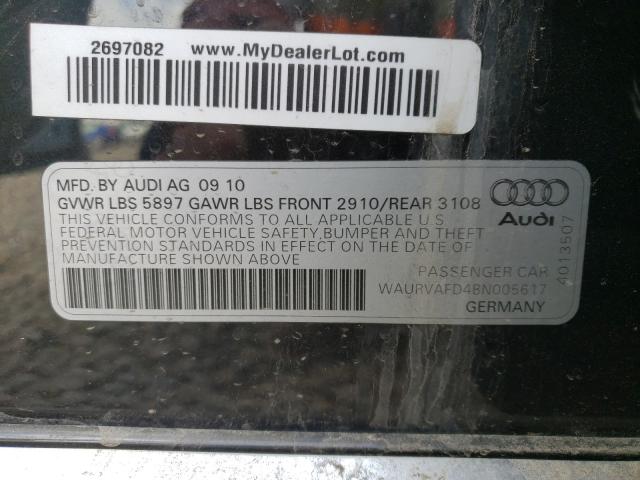 2697082 www.MyDealerLot.com
MFD. BY AUDI AG 09 10
GVWR LBS 5897 GAWR LBS FRONT 2910/REAR 3108
THIS VEHICLE CONFORMS TO ALL APPLICABLE U.S
FEDERAL MOTOR VEHICLE SAFETY, BUMPER AND THEFT
PREVENTION STANDARDS IN EFFECT ON THE DATE OF
MANUFACTURE SHOWN ABOVE
Audi
4013507
PASSENGER CAR
WAURVAFD48N005617
GERMANY